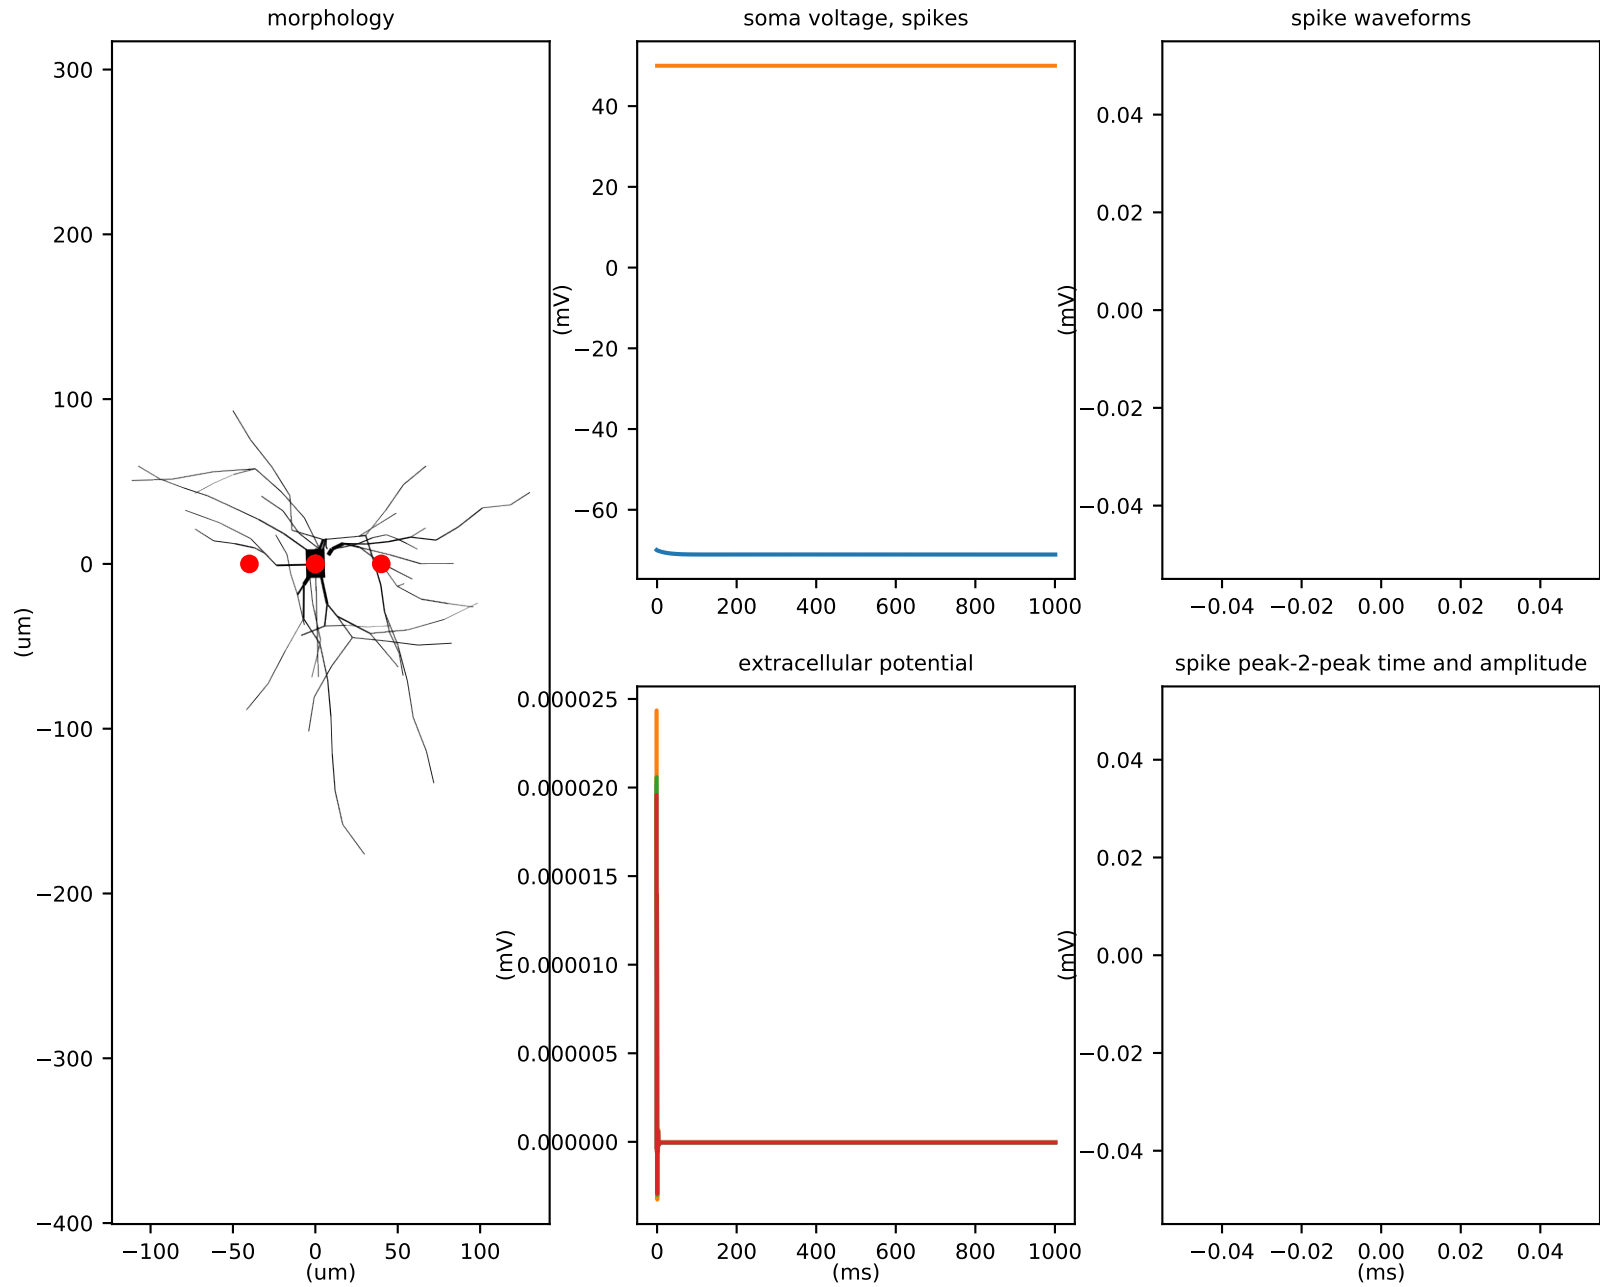 morphology
300
200
100
0
−100
−200
−300
−400
(um)
−100 −50 0 50 100
(um)
soma voltage, spikes
40
20
0
−20
−40
−60
(mV)
0 200 400 600 800 1000
spike waveforms
0.04
0.02
0.00
−0.02
−0.04
(mV)
−0.04 −0.02 0.00 0.02 0.04
extracellular potential
0.000025
0.000020
0.000015
0.000010
0.000005
0.000000
(mV)
0 200 400 600 800 1000
(ms)
spike peak-2-peak time and amplitude
0.04
0.02
0.00
−0.02
−0.04
(mV)
−0.04 −0.02 0.00 0.02 0.04
(ms)